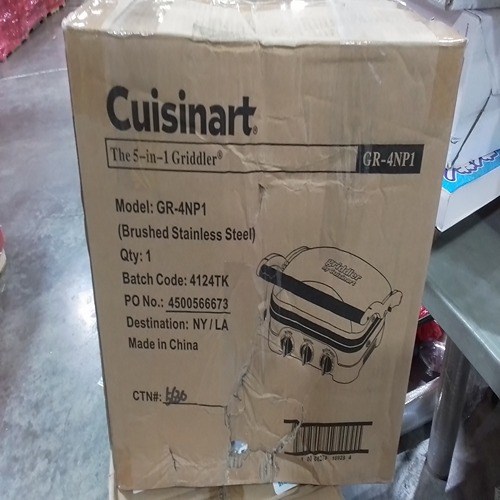 Cuisinart®
The 5-in-1 Griddler®
GR-4NP1
Model: GR-4NP1
(Brushed Stainless Steel)
Qty: 1
Batch Code: 4124TK
PO No.: 4500566673
Destination: NY/LA
Made in China
Griddler
CTN#: